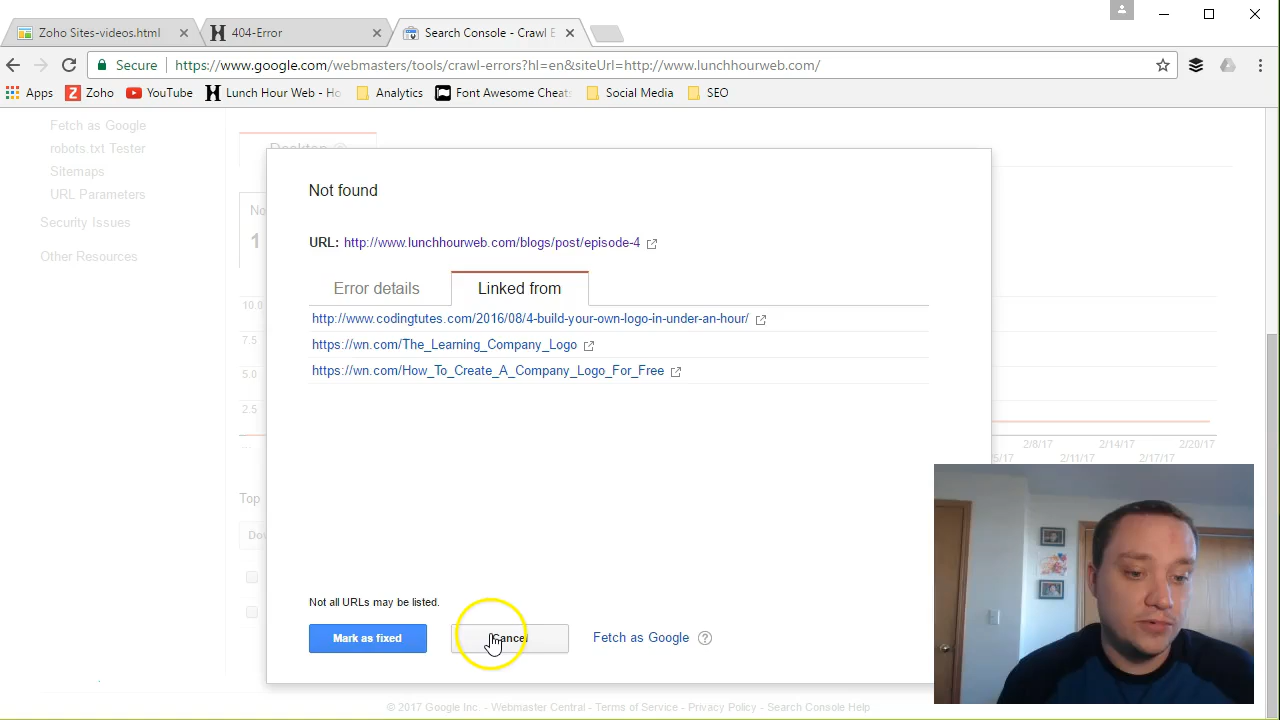 Zoho Sites-videos.html
404-Error
Search Console - Crawl E
Secure https://www.google.com/webmasters/tools/crawl-errors?hl=en&siteUrl=http://www.lunchhourweb.com/
Apps Zoho YouTube Lunch Hour Web - Ho Analytics Font Awesome Cheats Social Media SEO
Fetch as Google
robots.txt Tester
Sitemaps
URL Parameters
Security Issues
Other Resources
Desktop
No
1
Not found
URL: http://www.lunchhourweb.com/blogs/post/episode-4
Error details Linked from
http://www.codingtutes.com/2016/08/4-build-your-own-logo-in-under-an-hour/
https://wn.com/The_Learning_Company_Logo
https://wn.com/How_To_Create_A_Company_Logo_For_Free
10.0
7.5
5.0
2.5
2/8/17 2/14/17 2/20/17
5/17 2/11/17 2/17/17
Top
Dow
Not all URLs may be listed.
Mark as fixed Cancel Fetch as Google ?
© 2017 Google Inc. - Webmaster Central - Terms of Service - Privacy Policy - Search Console Help